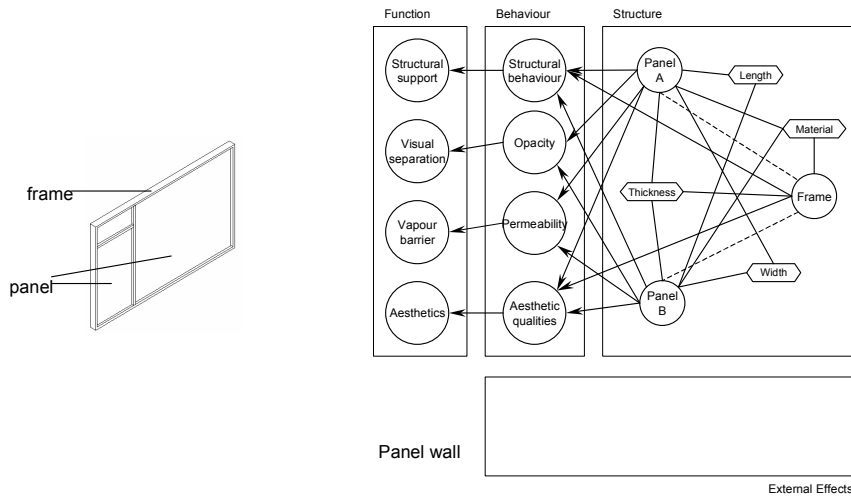 frame
panel
Function
Behaviour
Structure
Structural
support
Structural
behaviour
Panel
A
Length
Visual
separation
Opacity
Material
Thickness
Frame
Vapour
barrier
Permeability
Width
Aesthetics
Aesthetic
qualities
Panel
B
Panel wall
External Effects